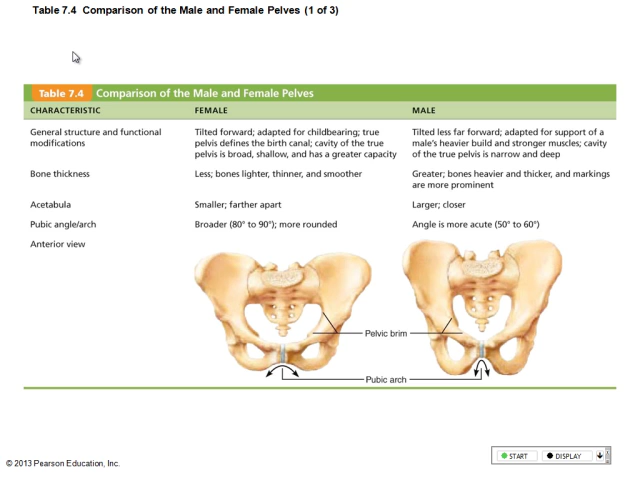 Table 7.4 Comparison of the Male and Female Pelves (1 of 3)
Table 7.4 Comparison of the Male and Female Pelves
CHARACTERISTIC FEMALE MALE
General structure and functional modifications
Tilted forward; adapted for childbearing; true
pelvis defines the birth canal; cavity of the true
pelvis is broad, shallow, and has a greater capacity
Tilted less far forward; adapted for support of a
male's heavier build and stronger muscles; cavity
of the true pelvis is narrow and deep
Bone thickness
Less; bones lighter, thinner, and smoother
Greater; bones heavier and thicker, and markings
are more prominent
Acetabula
Smaller; farther apart
Larger; closer
Pubic angle/arch
Broader (80° to 90°); more rounded
Angle is more acute (50° to 60°)
Anterior view
Pelvic brim
Pubic arch
© 2013 Pearson Education, Inc.
START DISPLAY